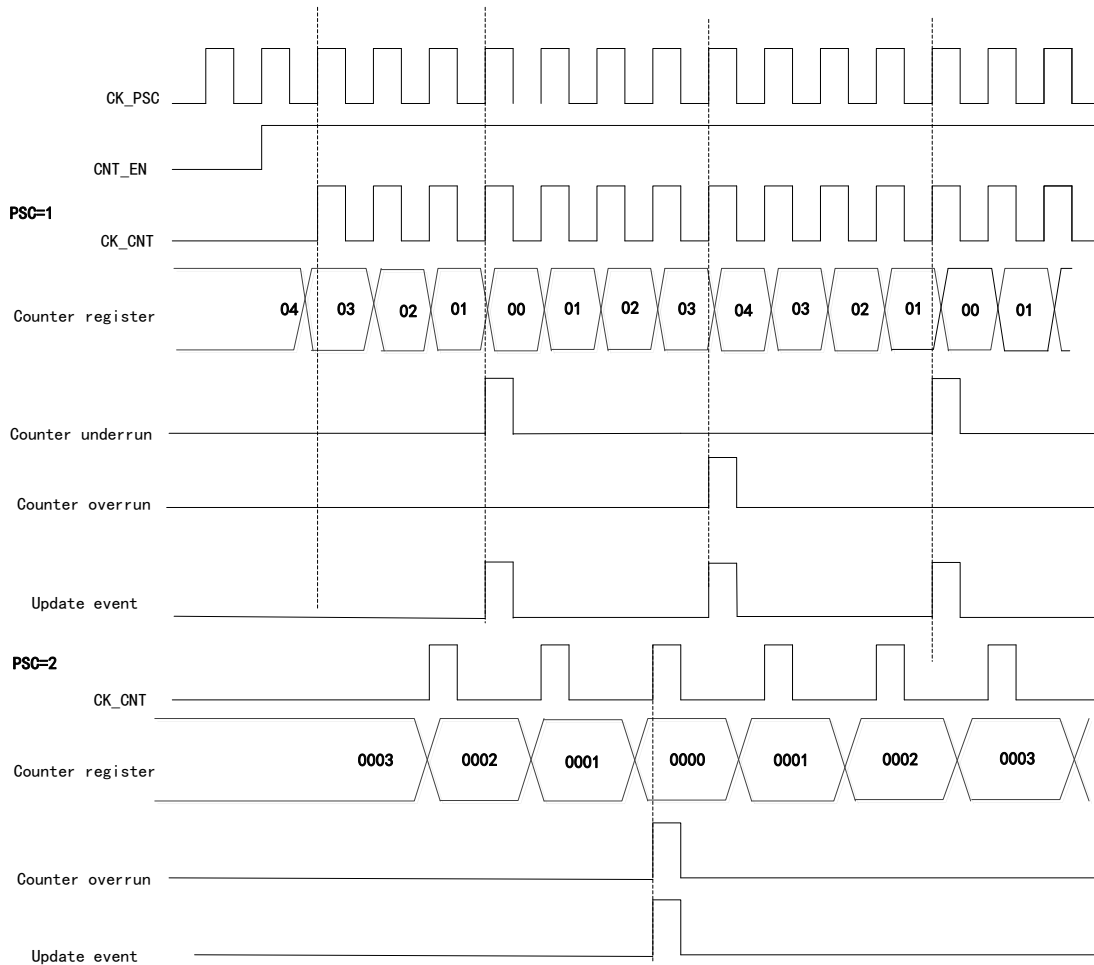 CK_PSC
CNT_EN
PSC=1
CK_CNT
Counter register 04 03 02 01 00 01 02 03 04 03 02 01 00 01
Counter underrun
Counter overrun
Update event
PSC=2
CK_CNT
Counter register 0003 0002 0001 0000 0001 0002 0003
Counter overrun
Update event